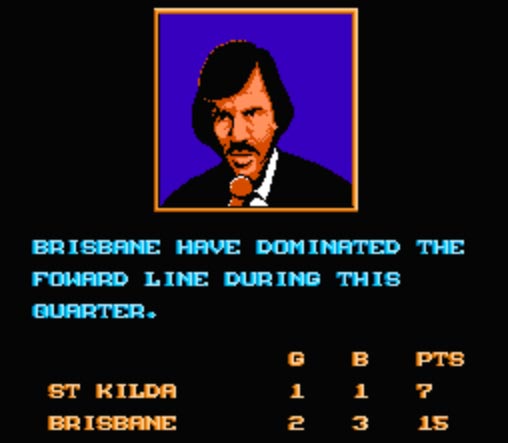 BRISBANE HAVE DOMINATED THE
FOWARD LINE DURING THIS
QUARTER.
G B PTS
ST KILDA 1 1 7
BRISBANE 2 3 15